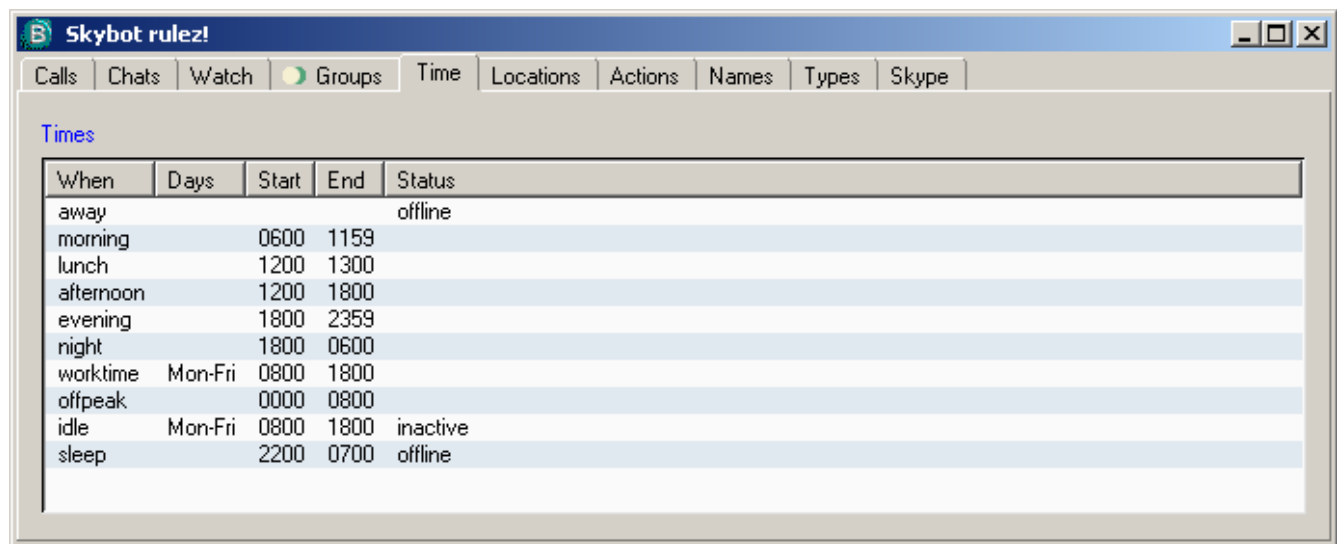 Skybot rulez!
Calls Chats Watch Groups Time Locations Actions Names Types Skype
Times
When Days Start End Status
away offline
morning 0600 1159
lunch 1200 1300
afternoon 1200 1800
evening 1800 2359
night 1800 0600
worktime Mon-Fri 0800 1800
offpeak 0000 0800
idle Mon-Fri 0800 1800 inactive
sleep 2200 0700 offline